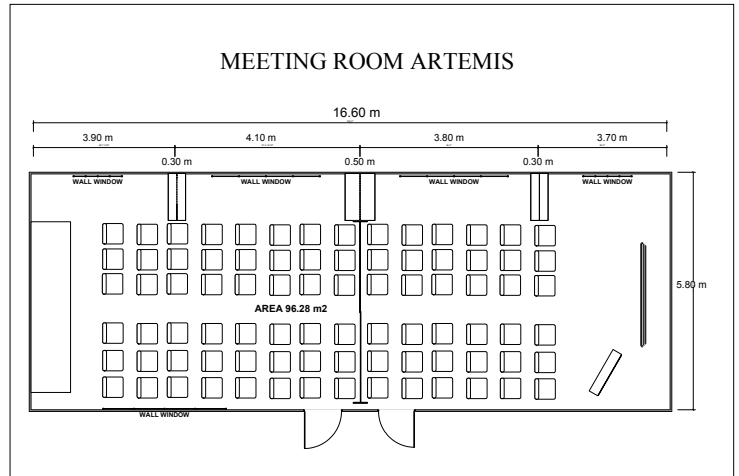 MEETING ROOM ARTEMIS
16.60 m
3.90 m
4.10 m
3.80 m
3.70 m
0.30 m
0.50 m
0.30 m
WALL WINDOW
WALL WINDOW
WALL WINDOW
WALL WINDOW
5.80 m
AREA 96.28 m2
WALL WINDOW